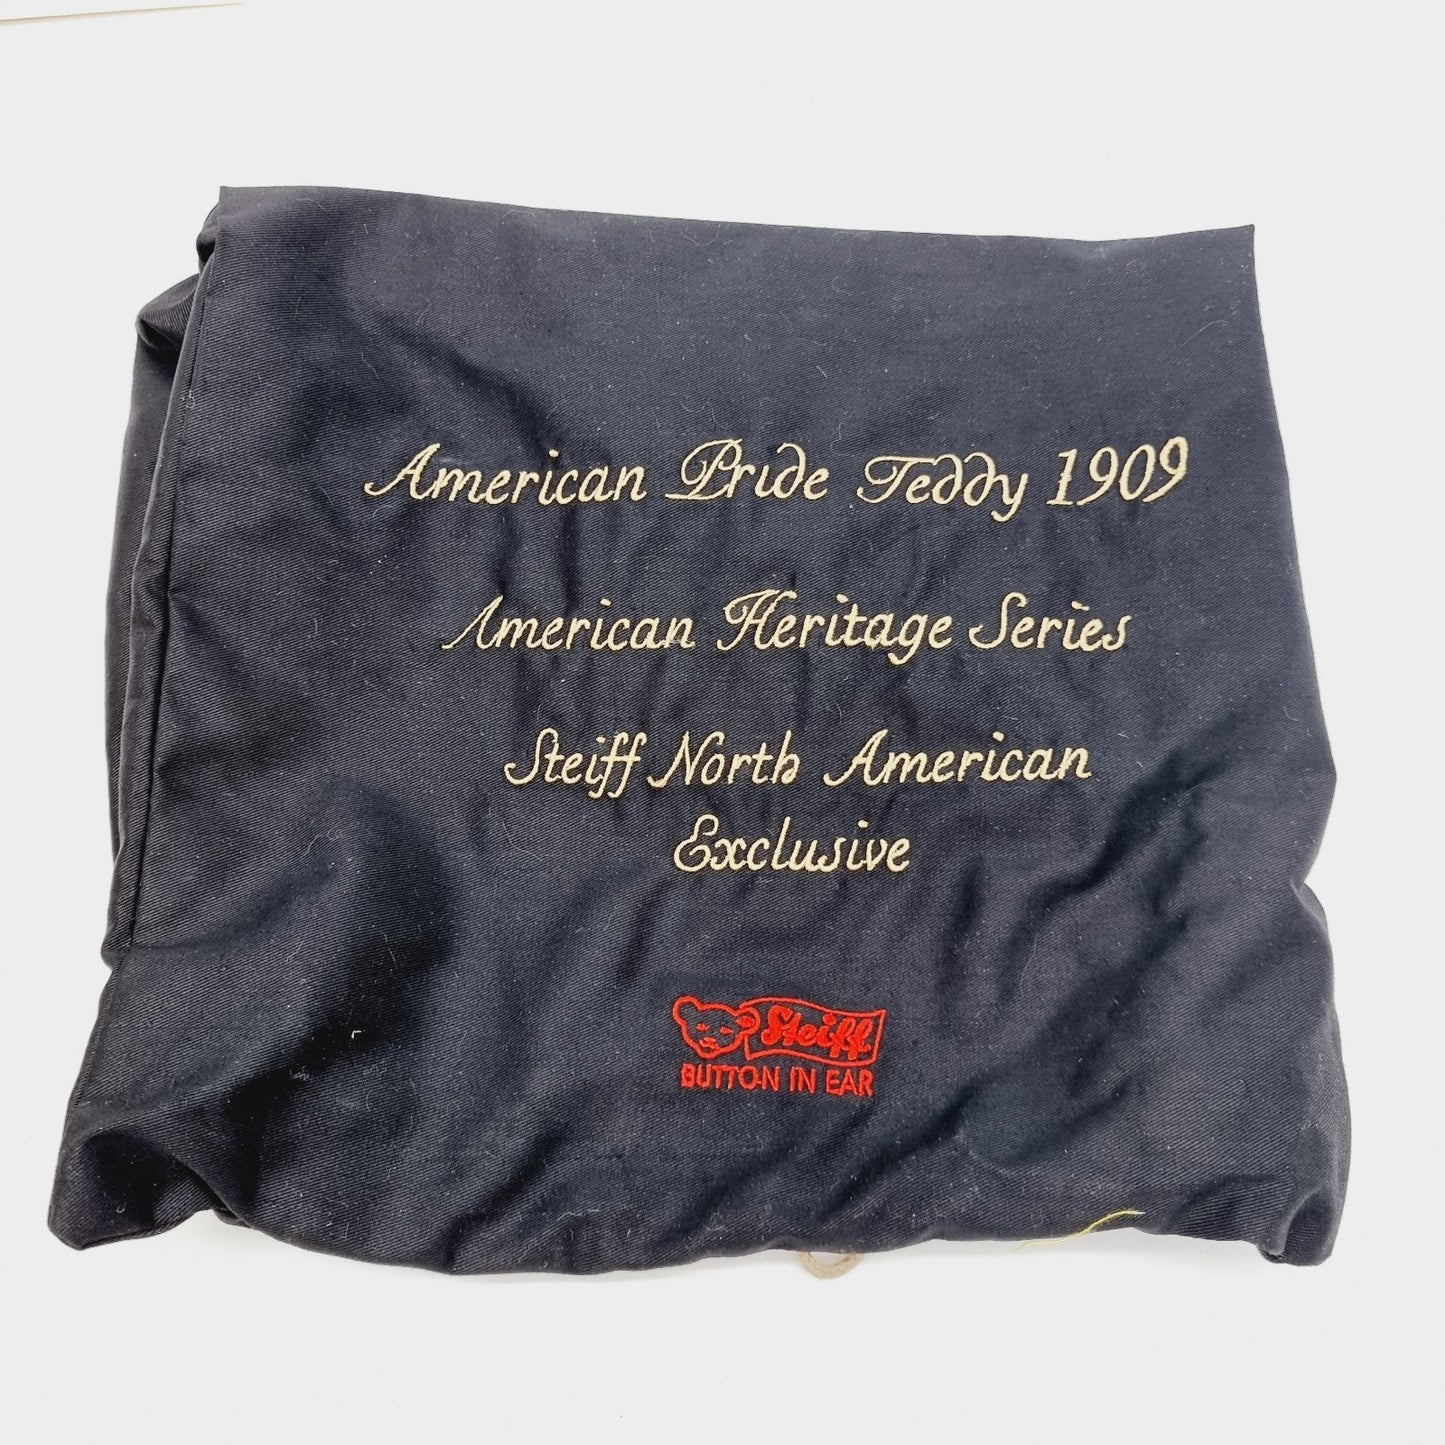 American Pride Teddy 1909
American Heritage Series
Steiff North American
Exclusive
Steiff
BUTTON IN EAR